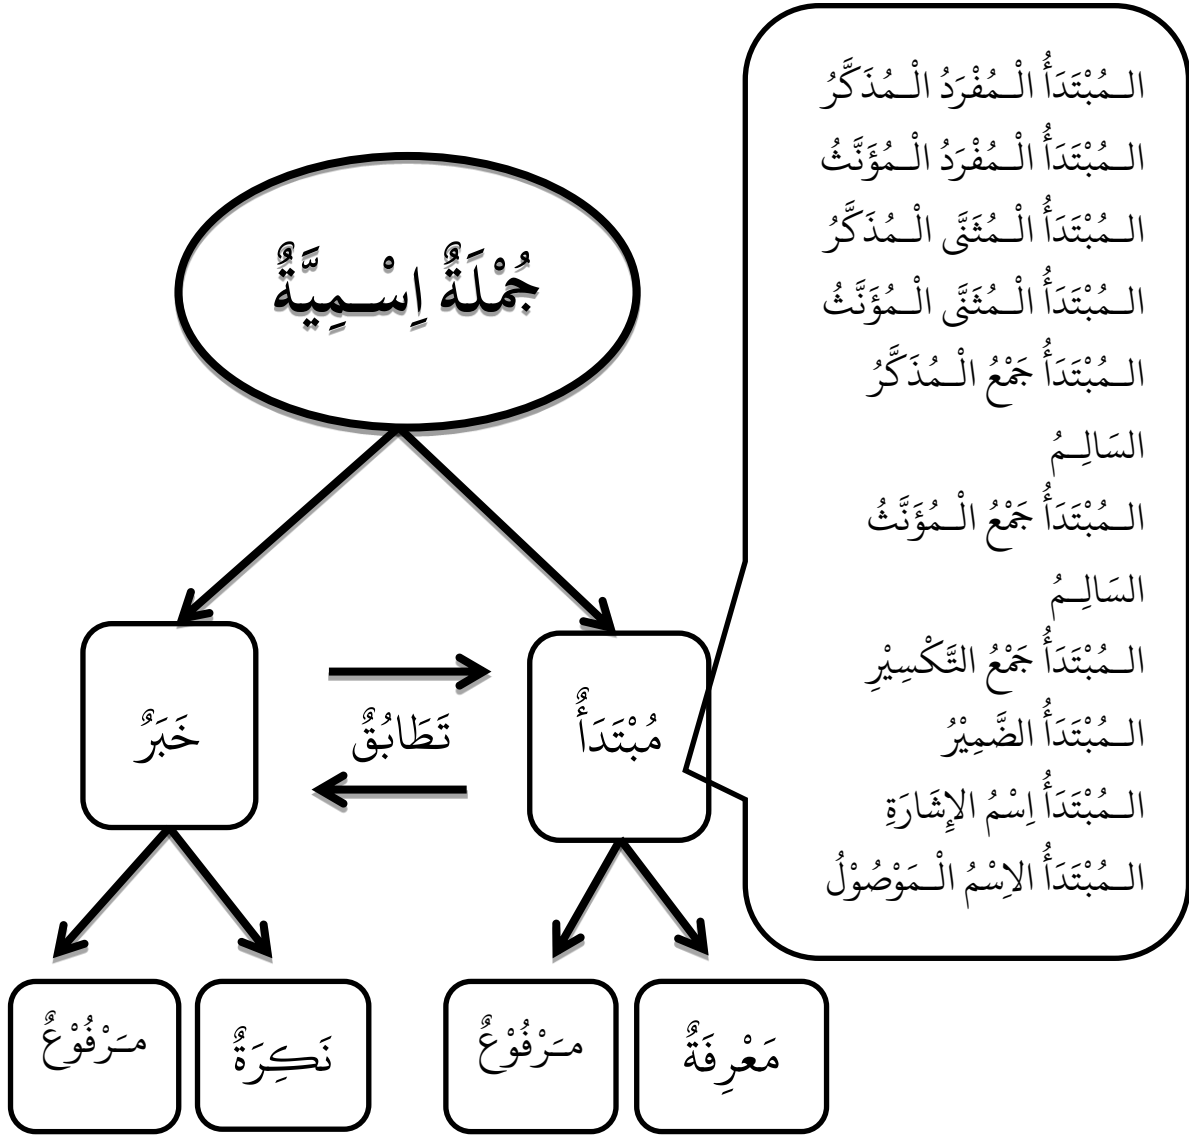 الـمُبْتَدَأُ الْـمُفْرَدُ الْـمُذَكَّرُ
الـمُبْتَدَأُ الْـمُفْرَدُ الْـمُؤَنَّثُ
الـمُبْتَدَأُ الْـمُثَنَّى الْـمُذَكَّرُ
الـمُبْتَدَأُ الْـمُثَنَّى الْـمُؤَنَّثُ
الـمُبْتَدَأُ جَمْعُ الْـمُذَكَّرُ
السَالِـمُ
الـمُبْتَدَأُ جَمْعُ الْـمُؤَنَّثُ
السَالِـمُ
الـمُبْتَدَأُ جَمْعُ التَّكْسِيْرِ
الـمُبْتَدَأُ الضَّمِيْرُ
الـمُبْتَدَأُ اِسْمُ الإِشَارَةِ
الـمُبْتَدَأُ الاِسْمُ الْـمَوْصُوْلُ
جُمْلَةٌ اِسْـمِيَّةٌ
مُبْتَدَأٌ
تَطَابُقٌ
خَبَرٌ
مَعْرِفَةٌ
مَرْفُوْعٌ
نَكِرَةٌ
مَرْفُوْعٌ